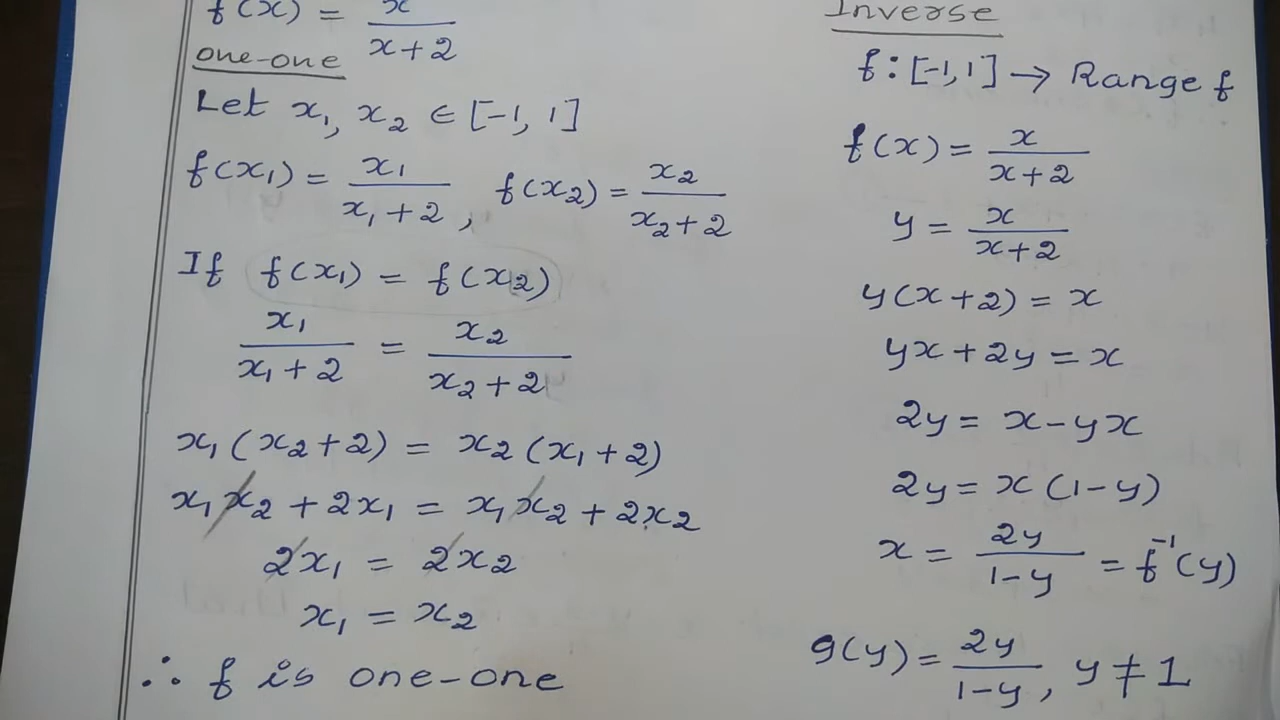 f(x) = x/(x+2)
one-one
Let x₁, x₂ ∈ [-1, 1]
f(x₁) = x₁/(x₁+2), f(x₂) = x₂/(x₂+2)
If f(x₁) = f(x₂)
x₁/(x₁+2) = x₂/(x₂+2)
x₁(x₂+2) = x₂(x₁+2)
x₁x₂ + 2x₁ = x₁x₂ + 2x₂
2x₁ = 2x₂
x₁ = x₂
∴ f is one-one
Inverse
f : [-1, 1] → Range f
f(x) = x/(x+2)
y = x/(x+2)
y(x+2) = x
yx + 2y = x
2y = x - yx
2y = x(1-y)
x = 2y/(1-y) = f⁻¹(y)
g(y) = 2y/(1-y), y ≠ 1